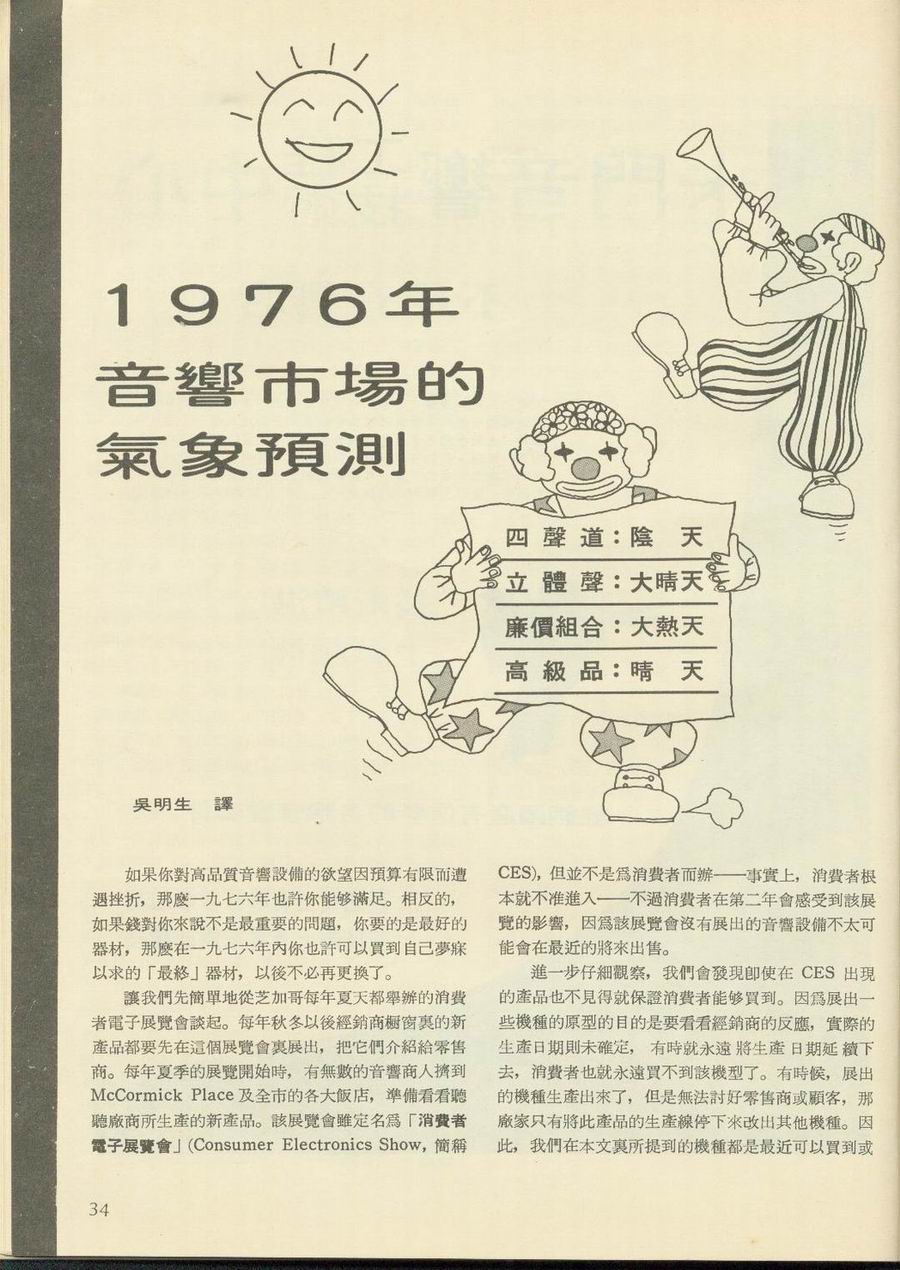 1976年
音響市場的
氣象預測
四聲道：陰　天
立體聲：大晴天
廉價組合：大熱天
高級品：晴　天
吳明生　譯
如果你對高品質音響設備的欲望因預算有限而遭
遇挫折，那麼一九七六年也許你能够滿足。相反的，
如果錢對你來說不是最重要的問題，你要的是最好的
器材，那麼在一九七六年內你也許可以買到自己夢寐
以求的「最終」器材，以後不必再更換了。
讓我們先簡單地從芝加哥每年夏天都舉辦的消費
者電子展覽會談起。每年秋冬以後經銷商櫥窗裏的新
產品都要先在這個展覽會裏展出，把它們介紹給零售
商。每年夏季的展覽開始時，有無數的音響商人擠到
McCormick Place 及全市的各大飯店，準備看看聽
聽廠商所生產的新產品。該展覽會雖定名爲「消費者
電子展覽會」(Consumer Electronics Show，簡稱
CES)，但並不是爲消費者而辦——事實上，消費者根
本就不准進入——不過消費者在第二年會感受到該展
覽的影響，因爲該展覽會沒有展出的音響設備不太可
能會在最近的將來出售。
進一步仔細觀察，我們會發現卽使在 CES 出現
的產品也不見得就保證消費者能够買到。因爲展出一
些機種的原型的目的是要看看經銷商的反應，實際的
生產日期則未確定，有時就永遠將生產日期延續下
去，消費者也就永遠買不到該機型了。有時候，展出
的機種生產出來了，但是無法討好零售商或顧客，那
廠家只有將此產品的生產線停下來改出其他機種。因
此，我們在本文裏所提到的機種都是最近可以買到或
34